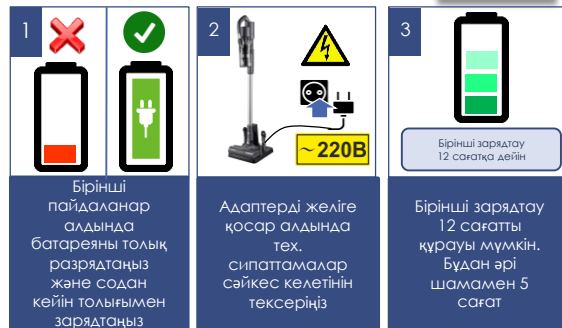 1
2
3
~220В
Бірінші зарядтау
12 сағатқа дейін
Бірінші
пайдаланар
алдында
батареяны толық
разрядтаңыз
және содан
кейін толығымен
зарядтаңыз
Адаптерді желіге
қосар алдында
тех.
сипаттамалар
сәйкес келетінін
тексеріңіз
Бірінші зарядтау
12 сағатты
құрауы мүмкін.
Бұдан әрі
шамамен 5
сағат